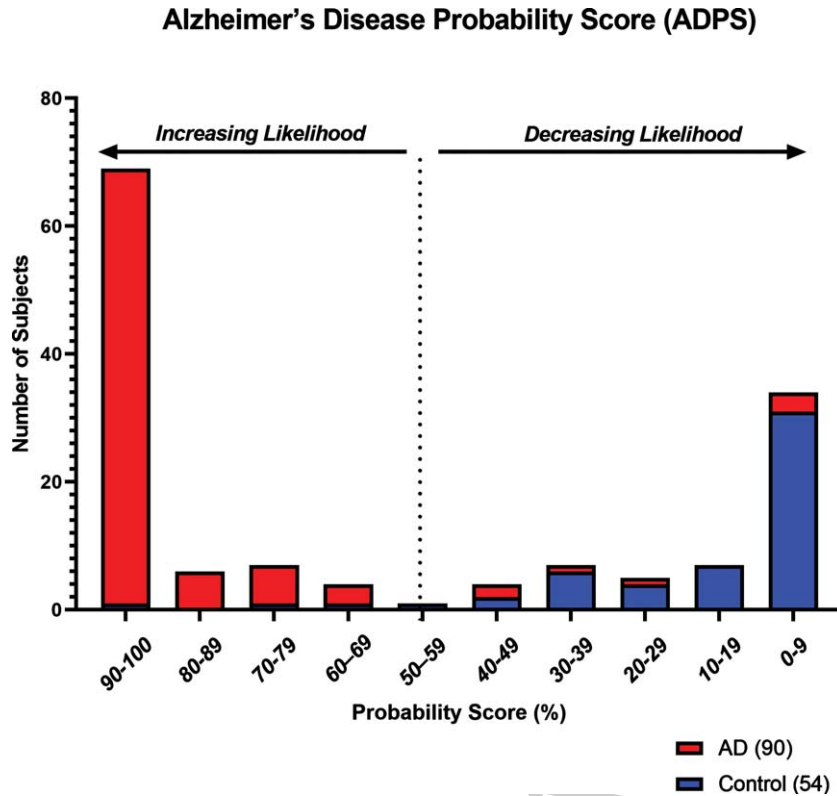 Alzheimer's Disease Probability Score (ADPS)
Increasing Likelihood
Decreasing Likelihood
Number of Subjects
80
60
40
20
0
90-100
80-89
70-79
60–69
50–59
40-49
30-39
20-29
10-19
0-9
Probability Score (%)
AD (90)
Control (54)